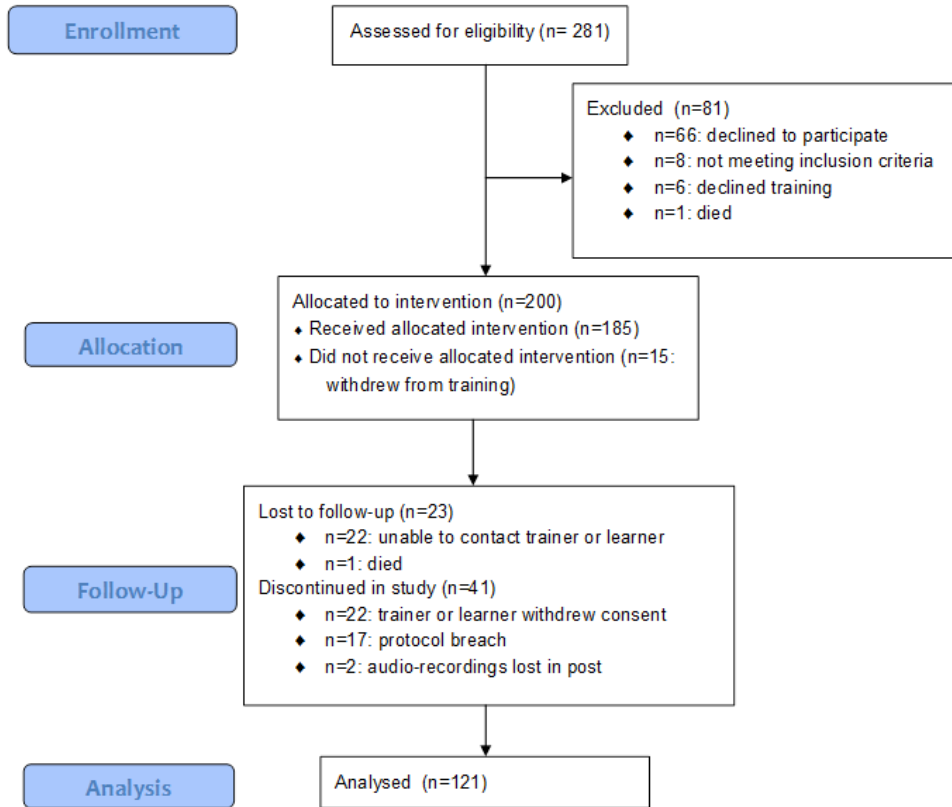 Enrollment
Assessed for eligibility (n= 281)
Excluded (n=81)
♦ n=66: declined to participate
♦ n=8: not meeting inclusion criteria
♦ n=6: declined training
♦ n=1: died
Allocation
Allocated to intervention (n=200)
♦ Received allocated intervention (n=185)
♦ Did not receive allocated intervention (n=15:
withdrew from training)
Follow-Up
Lost to follow-up (n=23)
♦ n=22: unable to contact trainer or learner
♦ n=1: died
Discontinued in study (n=41)
♦ n=22: trainer or learner withdrew consent
♦ n=17: protocol breach
♦ n=2: audio-recordings lost in post
Analysis
Analysed (n=121)